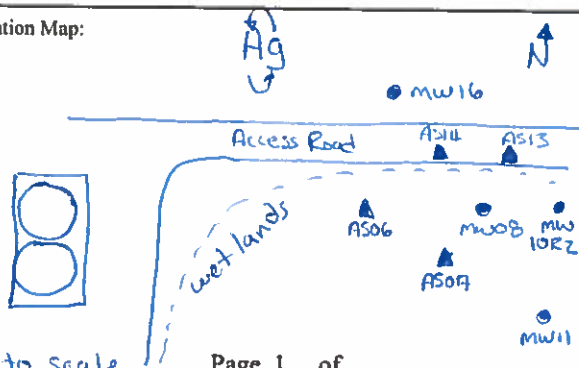 ation Map:
Ag
N
MW16
Access Road
AS14
AS13
wetlands
AS06
MW08
MW
10R2
AS07
MW11
to scale
Page 1 of